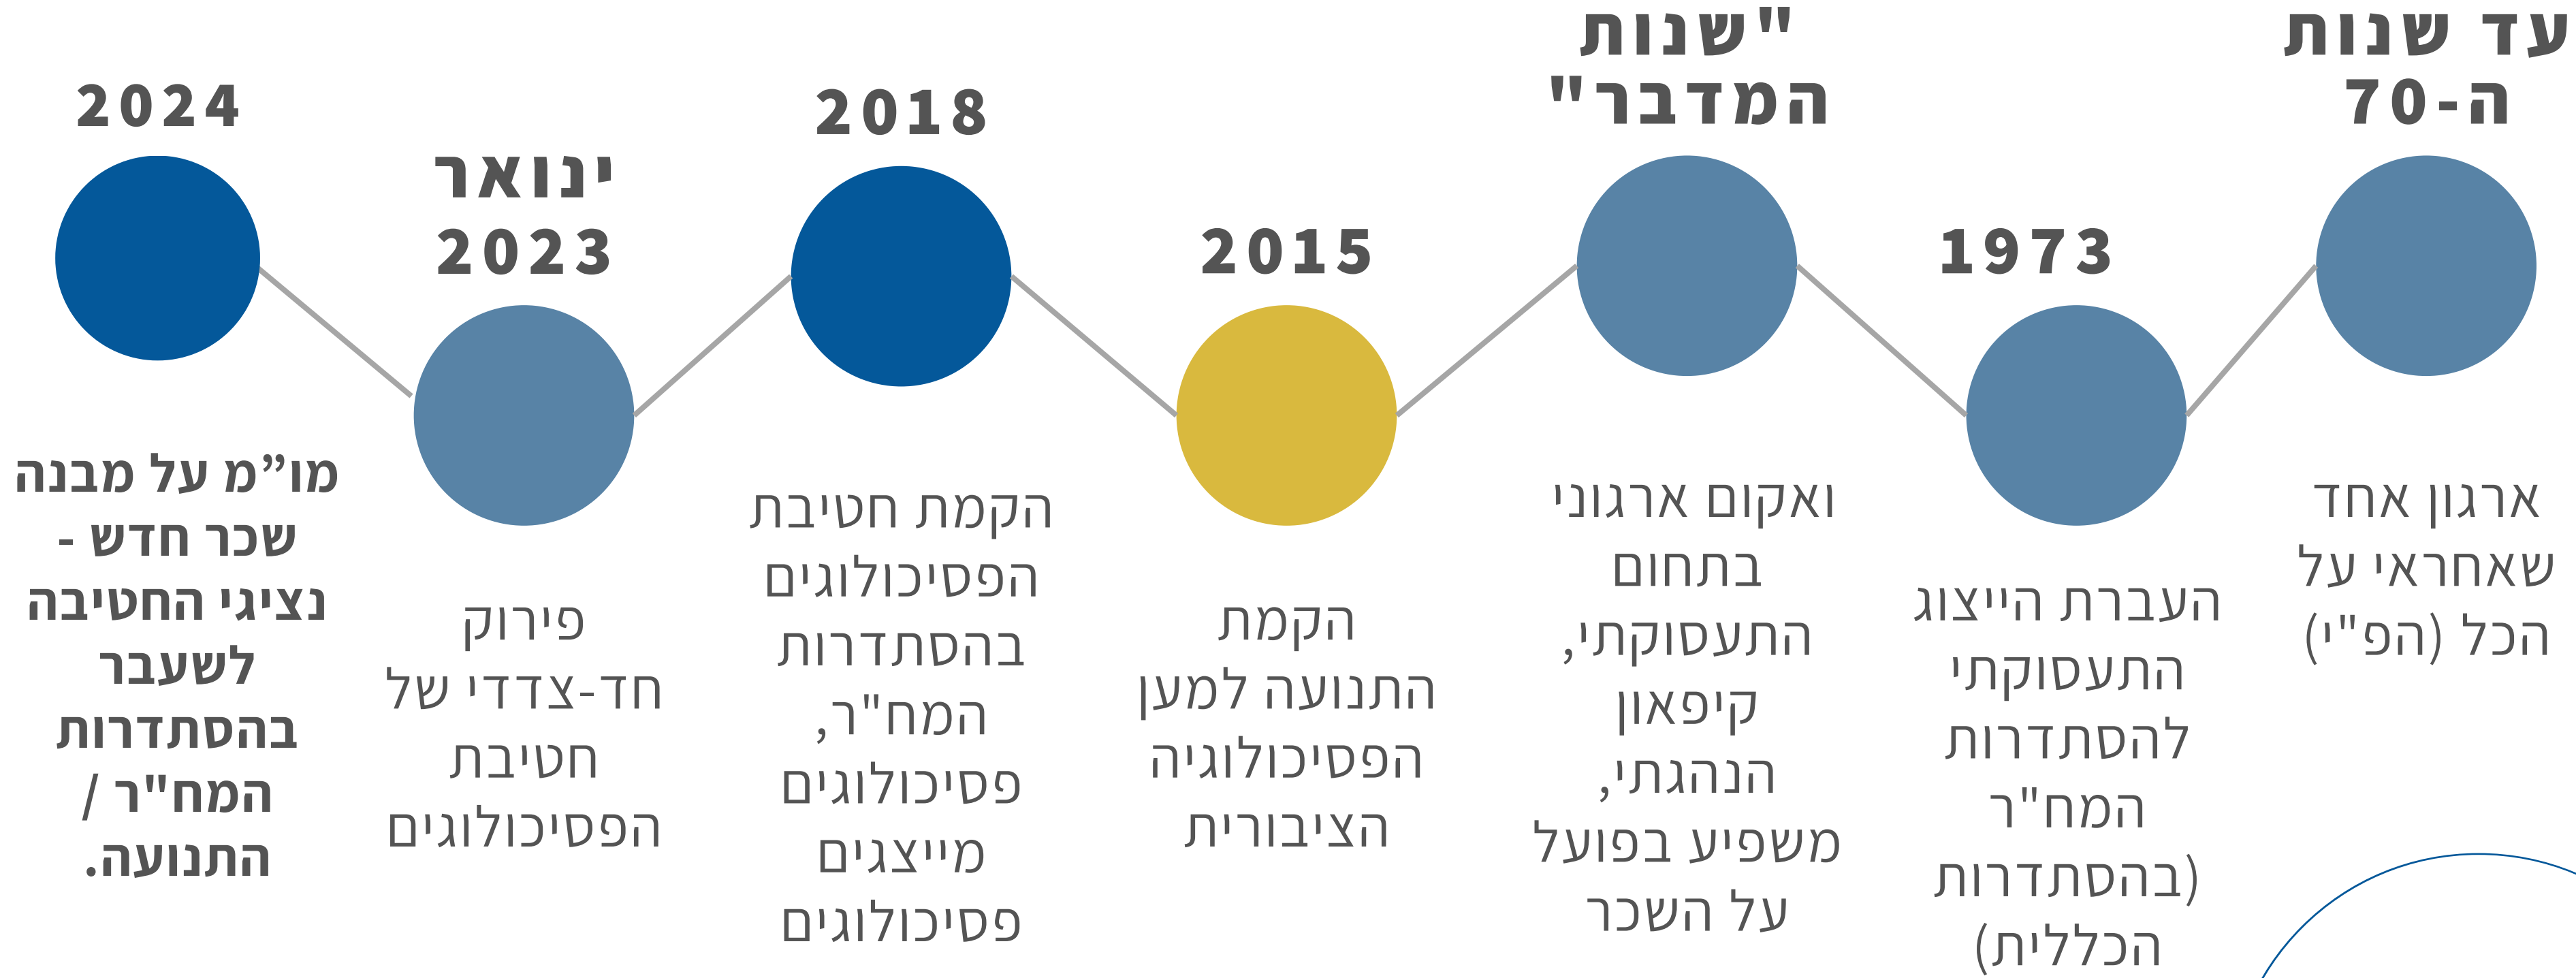 עד שנות
ה-70
ארגון אחד
שאחראי על
הכל (הפ"י)
1973
העברת הייצוג
התעסוקתי
להסתדרות
המח"ר
(בהסתדרות
הכללית)
"שנות
המדבר"
ואקום ארגוני
בתחום
התעסוקתי,
קיפאון
הנהגתי,
משפיע בפועל
על השכר
2015
הקמת
התנועה למען
הפסיכולוגיה
הציבורית
2018
הקמת חטיבת
הפסיכולוגים
בהסתדרות
המח"ר,
פסיכולוגים
מייצגים
פסיכולוגים
ינואר
2023
פירוק
חד-צדדי של
חטיבת
הפסיכולוגים
2024
מו”מ על מבנה
שכר חדש -
נציגי החטיבה
לשעבר
בהסתדרות
המח"ר /
התנועה.